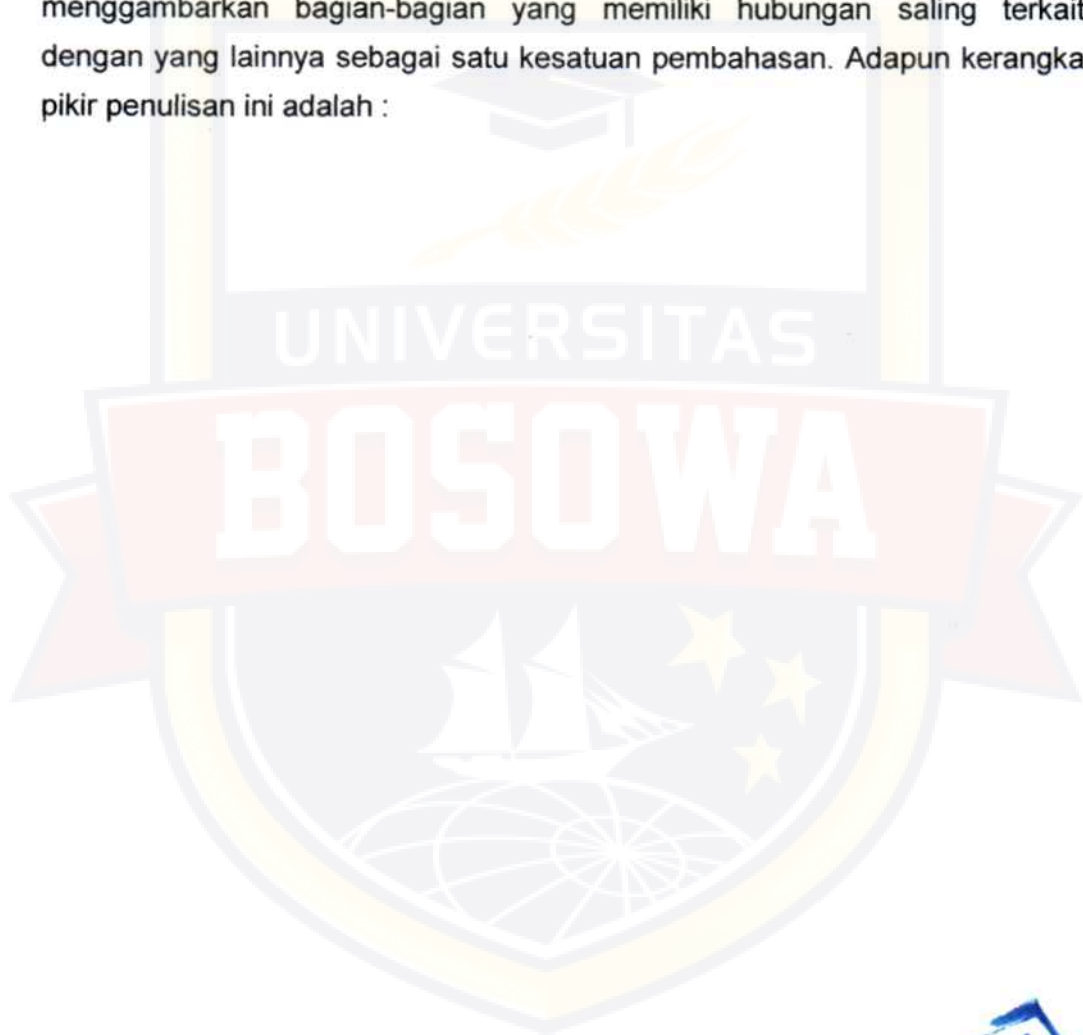 menggambarkan bagian-bagian yang memiliki hubungan saling terkait
dengan yang lainnya sebagai satu kesatuan pembahasan. Adapun kerangka
pikir penulisan ini adalah :
UNIVERSITAS
BOSOWA